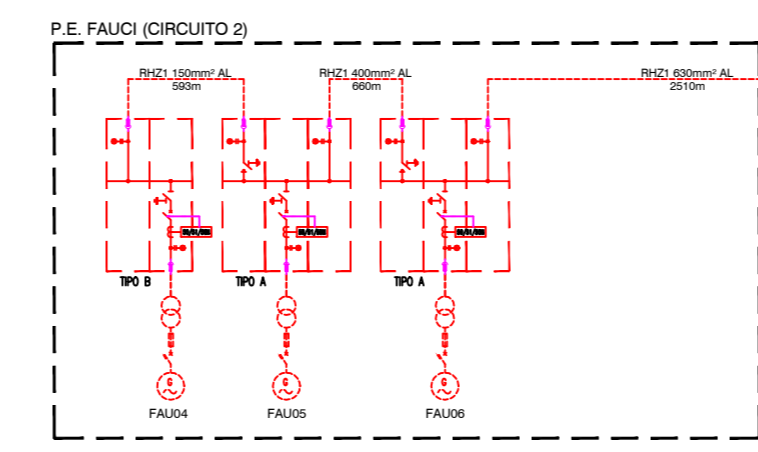 P.E. FAUCI (CIRCUITO 2)
RHZ1 150mm² AL
593m
RHZ1 400mm² AL
660m
RHZ1 630mm² AL
2510m
TIPO B
TIPO A
TIPO A
G
G
G
FAU04
FAU05
FAU06